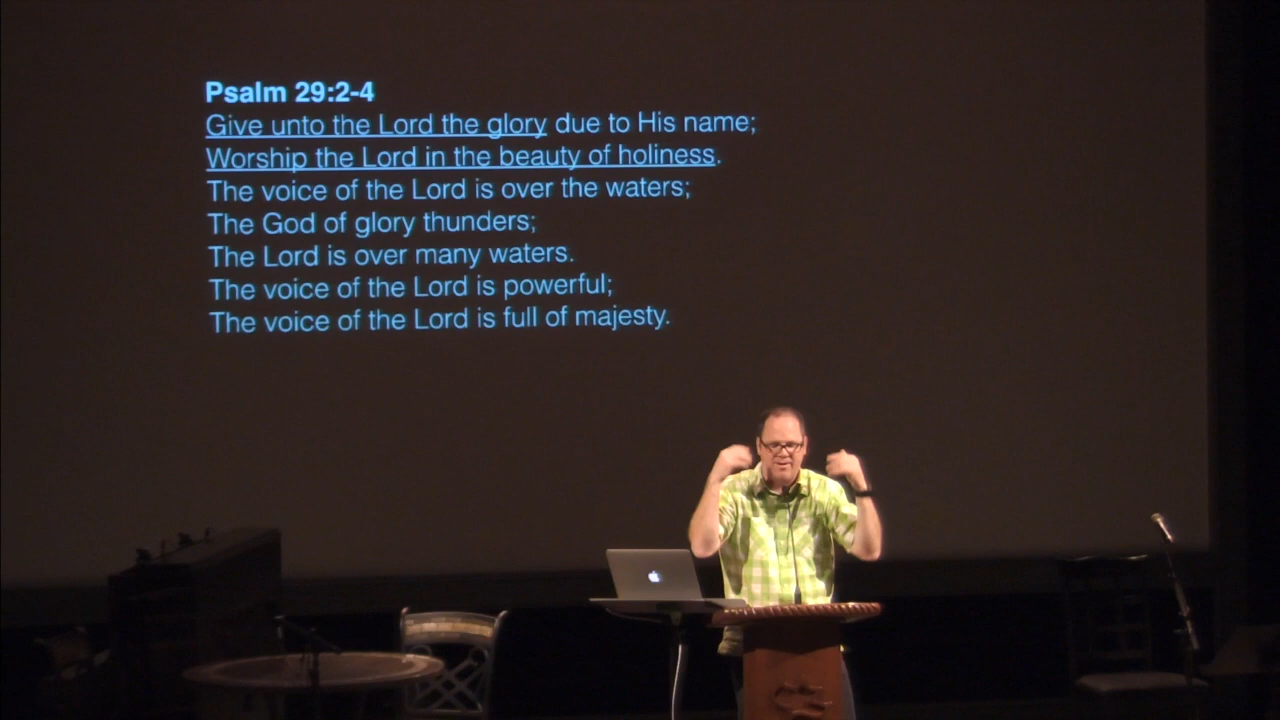 Psalm 29:2-4
Give unto the Lord the glory due to His name;
Worship the Lord in the beauty of holiness.
The voice of the Lord is over the waters;
The God of glory thunders;
The Lord is over many waters.
The voice of the Lord is powerful;
The voice of the Lord is full of majesty.